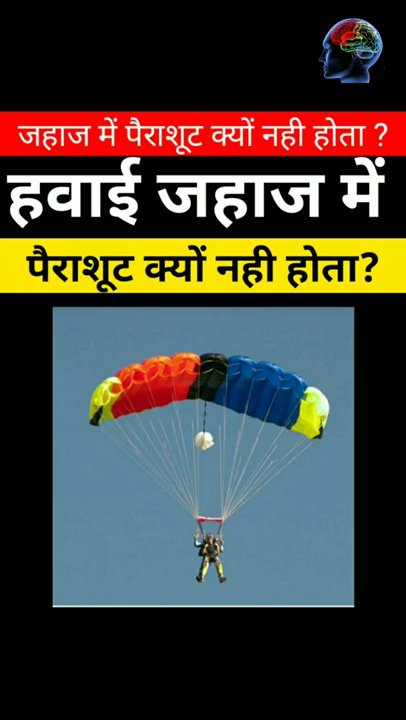 जहाज में पैराशूट क्यों नही होता ?
हवाई जहाज में
पैराशूट क्यों नही होता?